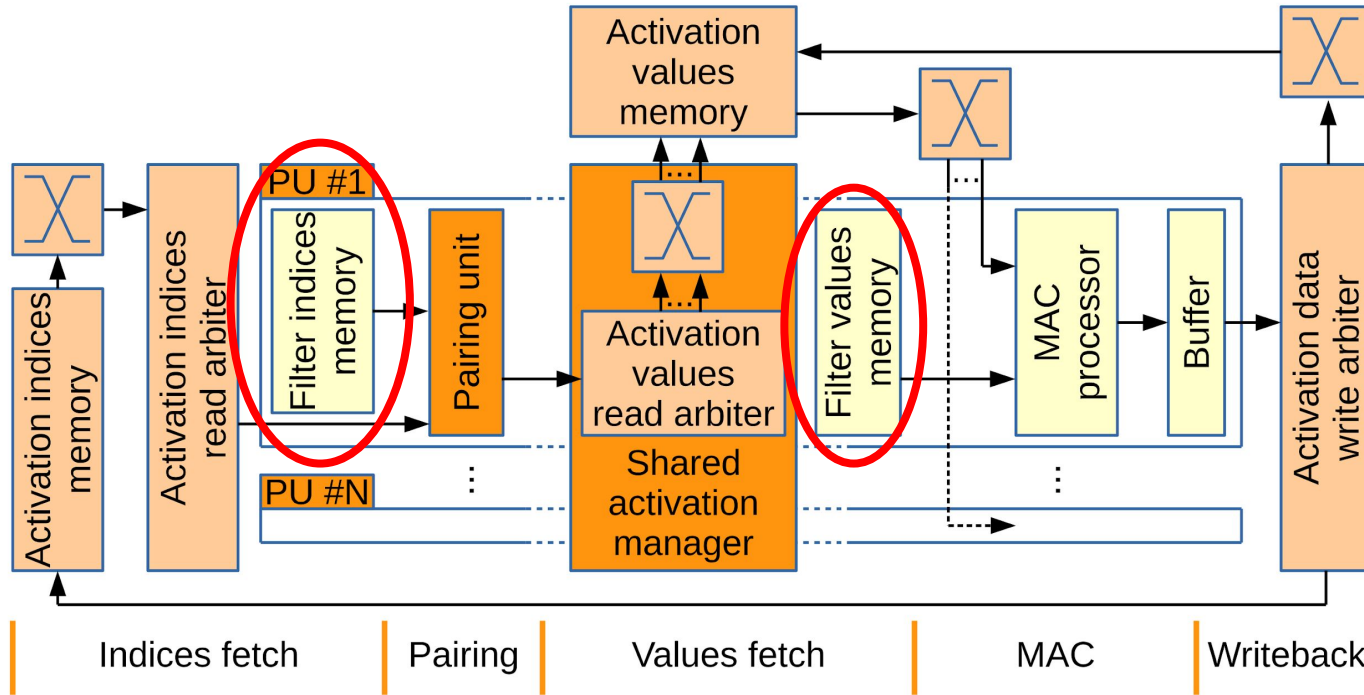 Activation
values
memory
PU #1
...
...
Filter indices
memory
Pairing unit
...
Activation
values
read arbiter
Filter values
memory
MAC
processor
Buffer
Activation indices
memory
Activation indices
read arbiter
Activation data
write arbiter
Shared
activation
manager
...
...
PU #N
Indices fetch
Pairing
Values fetch
MAC
Writeback